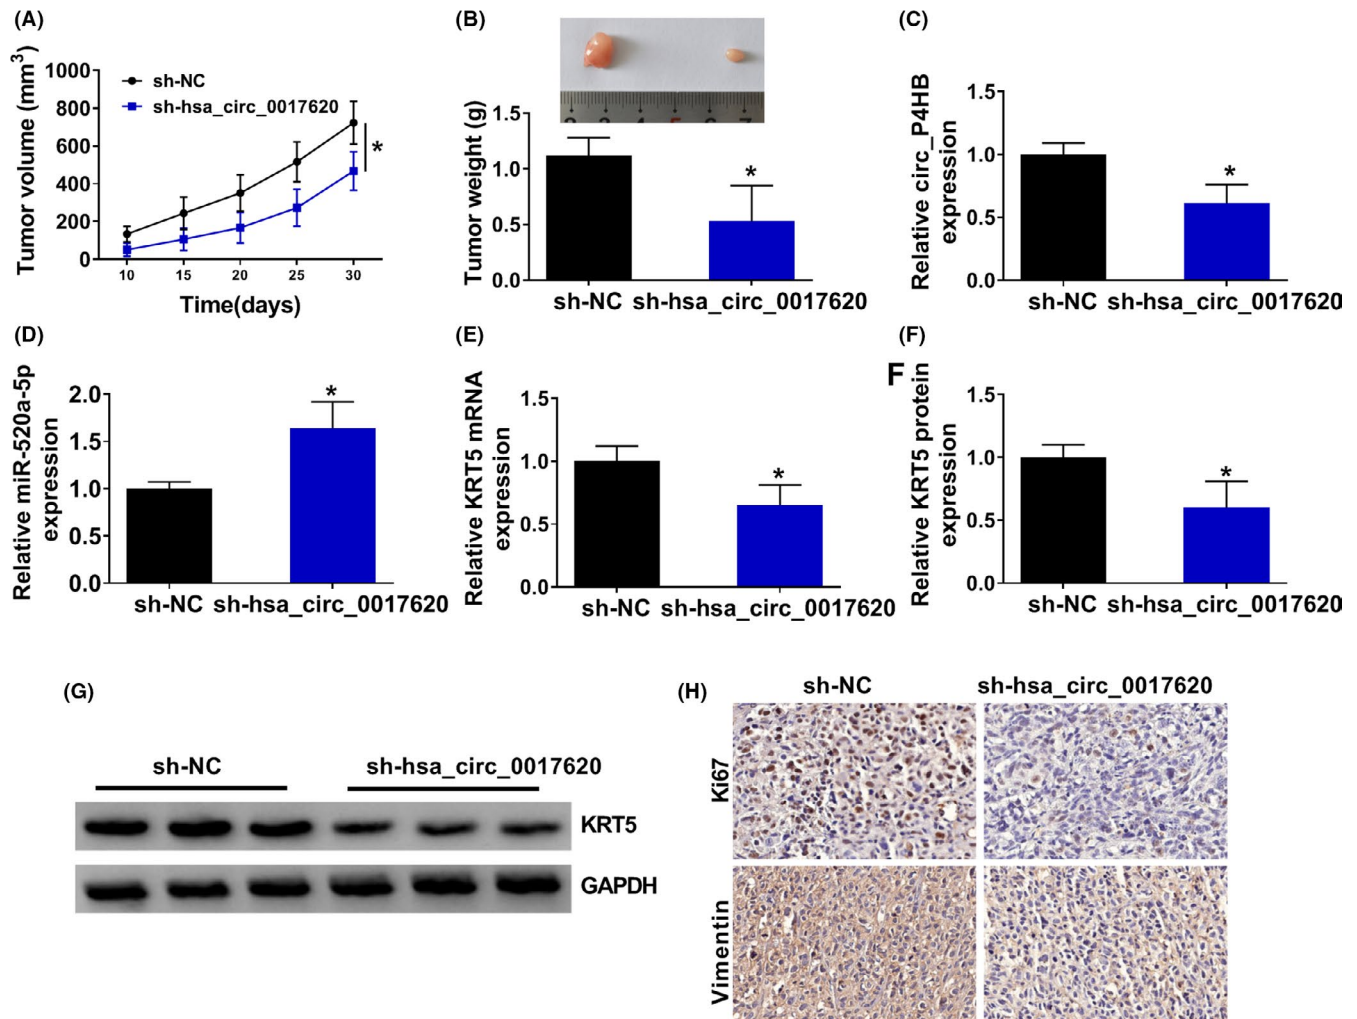 (A)
Tumor volume (mm³)
1000
800
600
400
200
0
sh-NC
sh-hsa_circ_0017620
*
10 15 20 25 30
Time(days)
(B)
Tumor weight (g)
1.5
1.0
0.5
0.0
3 5 6 7
*
sh-NC sh-hsa_circ_0017620
(C)
Relative circ_P4HB
expression
1.5
1.0
0.5
0.0
*
sh-NC sh-hsa_circ_0017620
(D)
Relative miR-520a-5p
expression
2.0
1.5
1.0
0.5
0.0
*
sh-NC sh-hsa_circ_0017620
(E)
Relative KRT5 mRNA
expression
1.5
1.0
0.5
0.0
*
sh-NC sh-hsa_circ_0017620
(F)
F
Relative KRT5 protein
expression
1.5
1.0
0.5
0.0
*
sh-NC sh-hsa_circ_0017620
(G)
sh-NC sh-hsa_circ_0017620
KRT5
GAPDH
(H)
sh-NC sh-hsa_circ_0017620
Ki67
Vimentin